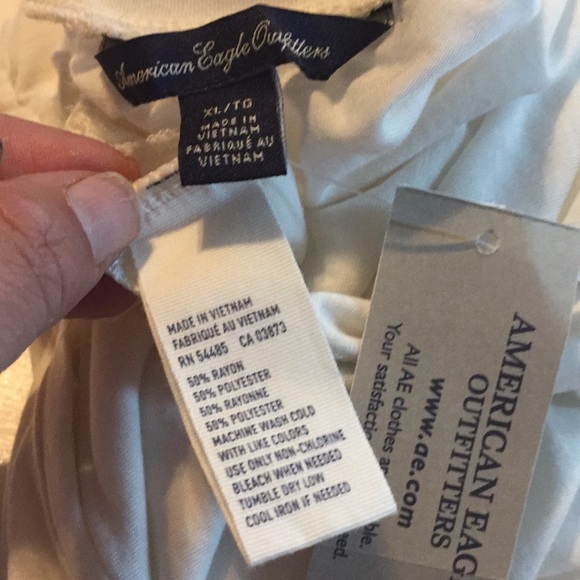 American Eagle Outfitters
XL/TG
MADE IN
VIETNAM
FABRIQUÉ AU
VIETNAM
MADE IN VIETNAM
FABRIQUÉ AU VIETNAM
RN 54485 CA 03873
50% RAYON
50% POLYESTER
50% RAYONNE
50% POLYESTER
MACHINE WASH COLD
WITH LIKE COLORS
USE ONLY NON-CHLORINE
BLEACH WHEN NEEDED
TUMBLE DRY LOW
COOL IRON IF NEEDED
AMERICAN EAG
OUTFITTERS
www.ae.com
All AE clothes
Your